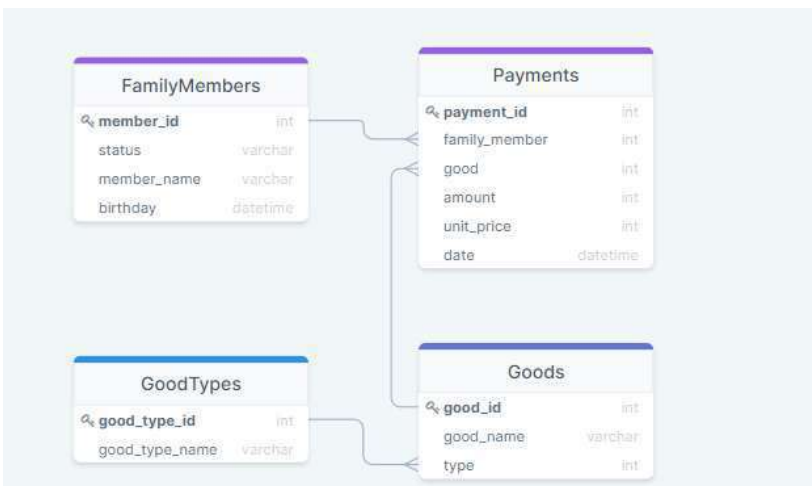 FamilyMembers
member_id int
status varchar
member_name varchar
birthday datetime
Payments
payment_id int
family_member int
good int
amount int
unit_price int
date datetime
GoodTypes
good_type_id int
good_type_name varchar
Goods
good_id int
good_name varchar
type int